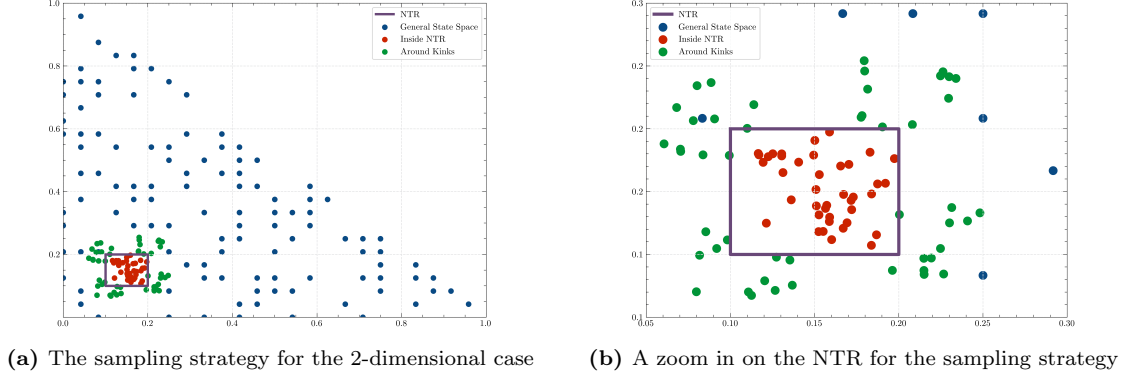 1.0
0.8
0.6
0.4
0.2
0.0 0.2 0.4 0.6 0.8 1.0
NTR
General State Space
Inside NTR
Around Kinks
0.3
0.2
0.2
0.2
0.1
0.1
0.05 0.10 0.15 0.20 0.25 0.30
NTR
General State Space
Inside NTR
Around Kinks
(a) The sampling strategy for the 2-dimensional case
(b) A zoom in on the NTR for the sampling strategy